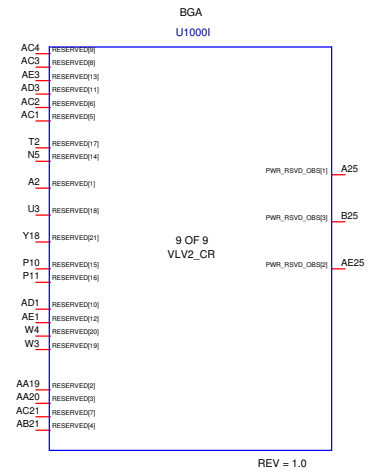 BGA
U1000I
AC4 RESERVED[9]
AC3 RESERVED[8]
AE3 RESERVED[13]
AD3 RESERVED[11]
AC2 RESERVED[6]
AC1 RESERVED[5]
T2 RESERVED[17]
N5 RESERVED[14]
PWR_RSVD_OBS[1] A25
A2 RESERVED[1]
U3 RESERVED[18]
PWR_RSVD_OBS[3] B25
Y18 RESERVED[21]
9 OF 9
VLV2_CR
P10 RESERVED[15]
PWR_RSVD_OBS[2] AE25
P11 RESERVED[16]
AD1 RESERVED[10]
AE1 RESERVED[12]
W4 RESERVED[20]
W3 RESERVED[19]
AA19 RESERVED[2]
AA20 RESERVED[3]
AC21 RESERVED[7]
AB21 RESERVED[4]
REV = 1.0